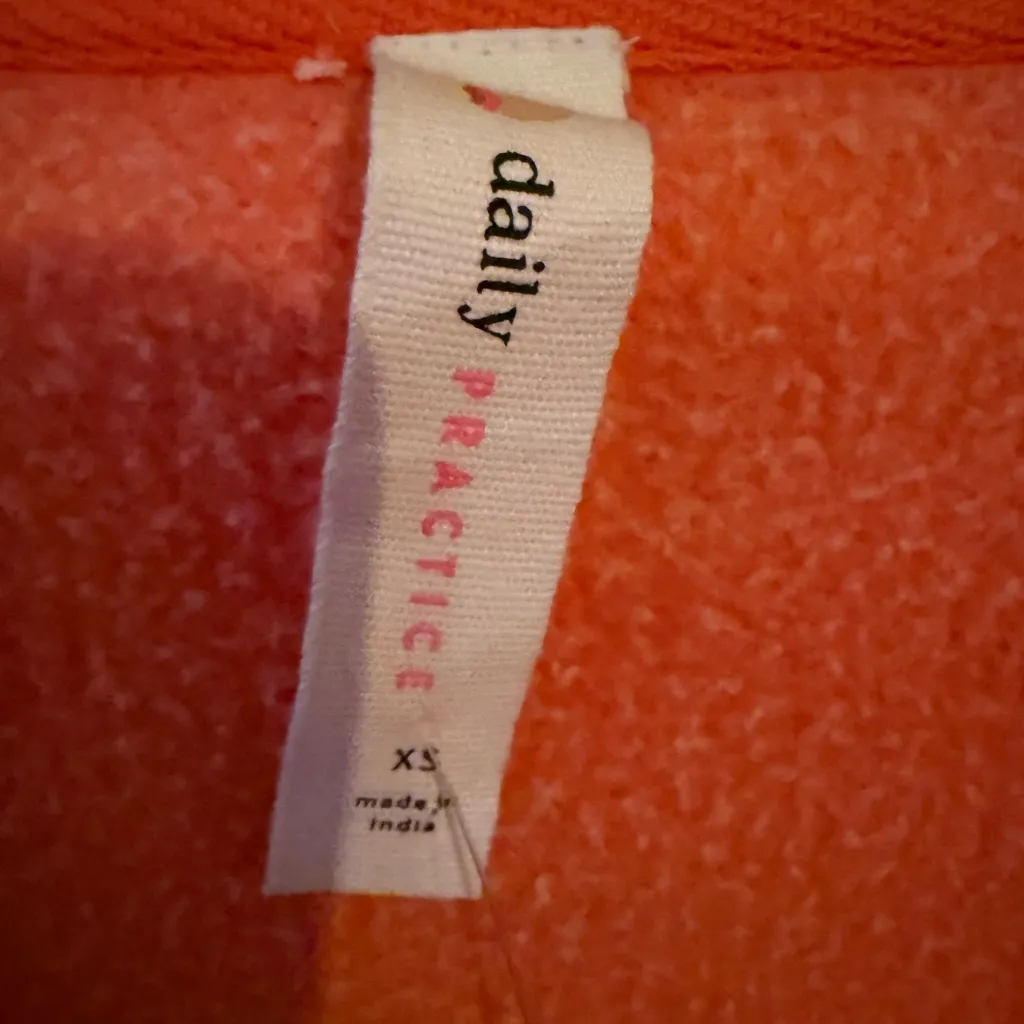 daily
PRACTICE
XS
made in
india